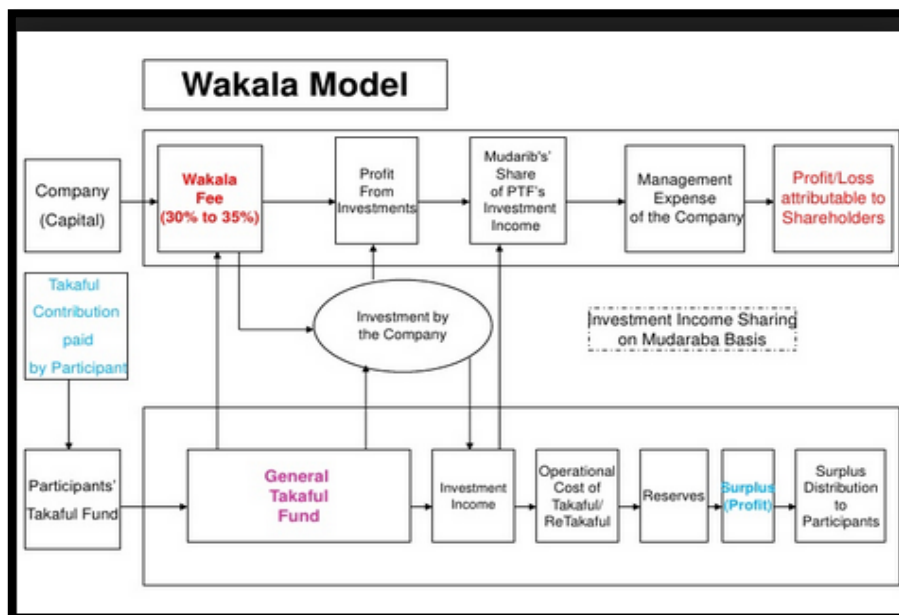 Wakala Model
Company
(Capital)
Wakala
Fee
(30% to 35%)
Profit
From
Investments
Mudarib's'
Share
of PTF's
Investment
Income
Management
Expense
of the Company
Profit/Loss
attributable to
Shareholders
Takaful
Contribution
paid
by Participant
Investment by
the Company
Investment Income Sharing
on Mudaraba Basis
Participants'
Takaful Fund
General
Takaful
Fund
Investment
Income
Operational
Cost of
Takaful/
ReTakaful
Reserves
Surplus
(Profit)
Surplus
Distribution
to
Participants